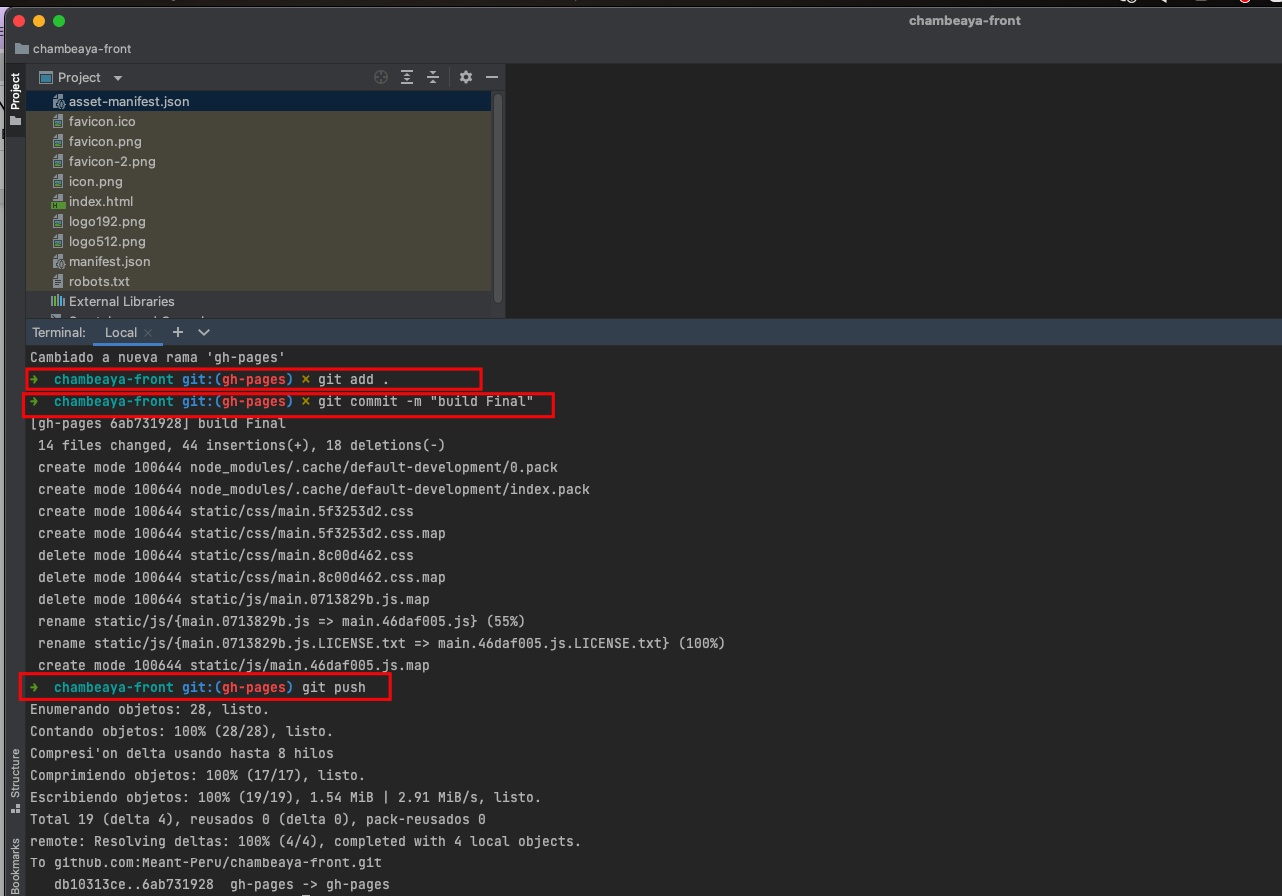 chambeaya-front
chambeaya-front
Project
Project
asset-manifest.json
favicon.ico
favicon.png
favicon-2.png
icon.png
index.html
logo192.png
logo512.png
manifest.json
robots.txt
External Libraries
Terminal: Local
Cambiado a nueva rama 'gh-pages'
➜ chambeaya-front git:(gh-pages) ✗ git add .
➜ chambeaya-front git:(gh-pages) ✗ git commit -m "build Final"
[gh-pages 6ab731928] build Final
14 files changed, 44 insertions(+), 18 deletions(-)
create mode 100644 node_modules/.cache/default-development/0.pack
create mode 100644 node_modules/.cache/default-development/index.pack
create mode 100644 static/css/main.5f3253d2.css
create mode 100644 static/css/main.5f3253d2.css.map
delete mode 100644 static/css/main.8c00d462.css
delete mode 100644 static/css/main.8c00d462.css.map
delete mode 100644 static/js/main.0713829b.js.map
rename static/js/{main.0713829b.js => main.46daf005.js} (55%)
rename static/js/{main.0713829b.js.LICENSE.txt => main.46daf005.js.LICENSE.txt} (100%)
create mode 100644 static/js/main.46daf005.js.map
➜ chambeaya-front git:(gh-pages) git push
Enumerando objetos: 28, listo.
Contando objetos: 100% (28/28), listo.
Compresi'on delta usando hasta 8 hilos
Comprimiendo objetos: 100% (17/17), listo.
Escribiendo objetos: 100% (19/19), 1.54 MiB | 2.91 MiB/s, listo.
Total 19 (delta 4), reusados 0 (delta 0), pack-reusados 0
remote: Resolving deltas: 100% (4/4), completed with 4 local objects.
To github.com:Meant-Peru/chambeaya-front.git
db10313ce..6ab731928 gh-pages -> gh-pages
Structure
Bookmarks